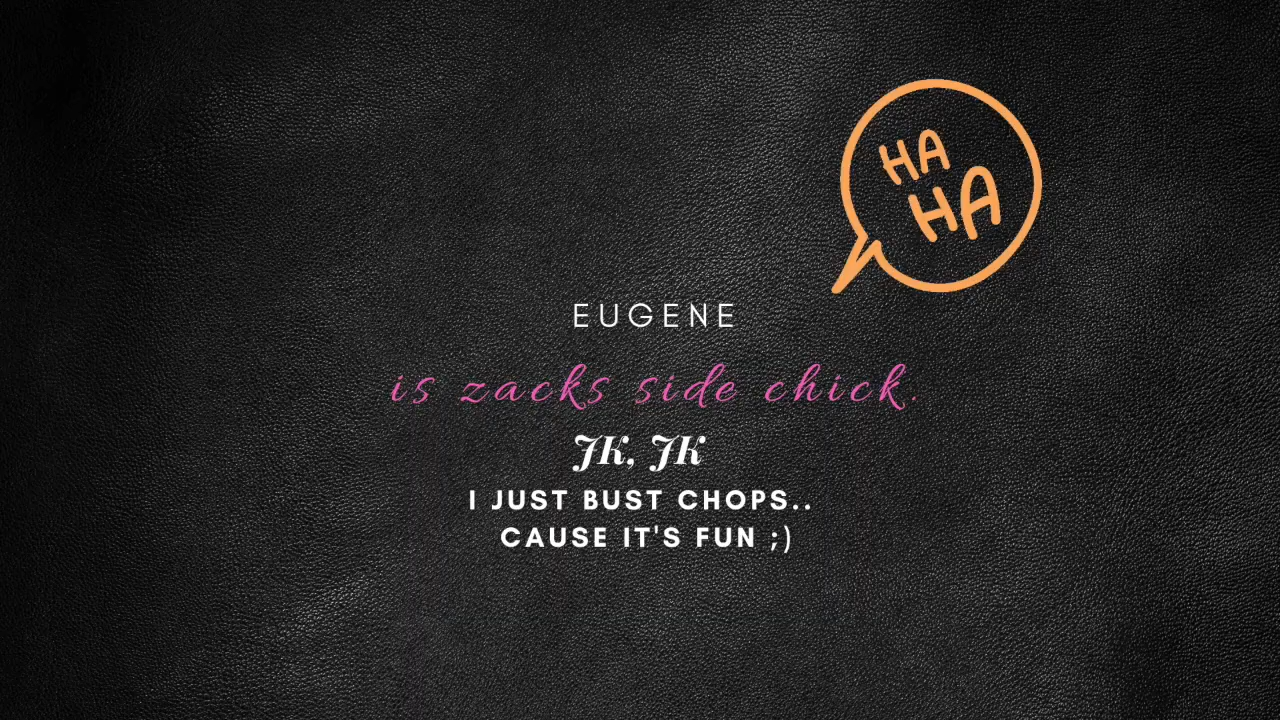 HA
HA
EUGENE
is zacks side chick.
JK, JK
I JUST BUST CHOPS..
CAUSE IT'S FUN ;)